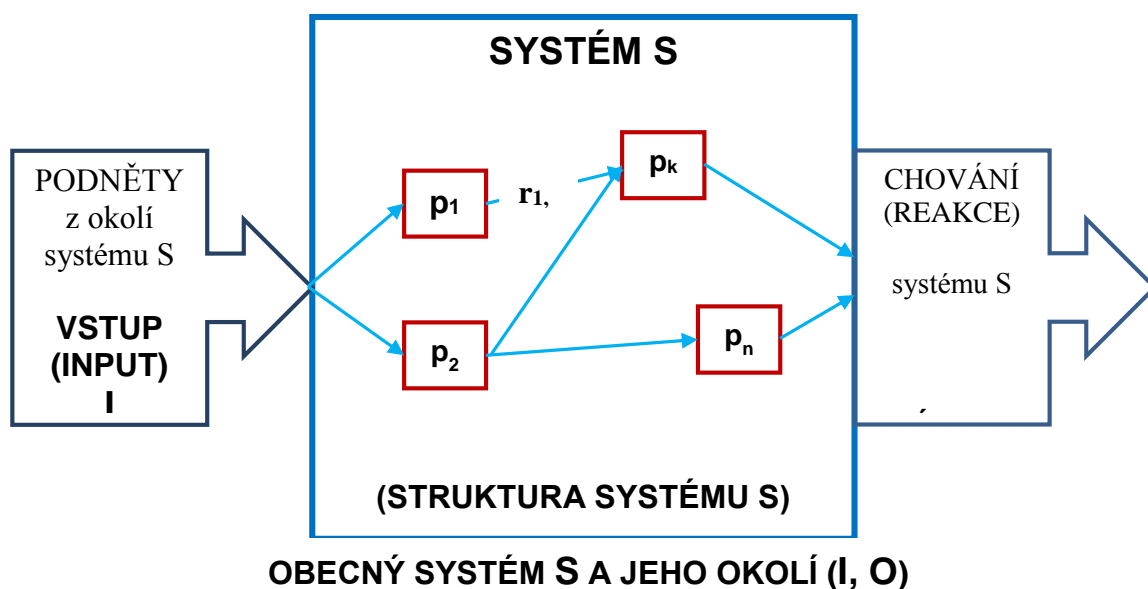 SYSTÉM S
PODNĚTY
z okolí
systému S
VSTUP
(INPUT)
I
p₁
r₁,
pₖ
p₂
pₙ
CHOVÁNÍ
(REAKCE)
systému S
(STRUKTURA SYSTÉMU S)
OBECNÝ SYSTÉM S A JEHO OKOLÍ (I, O)